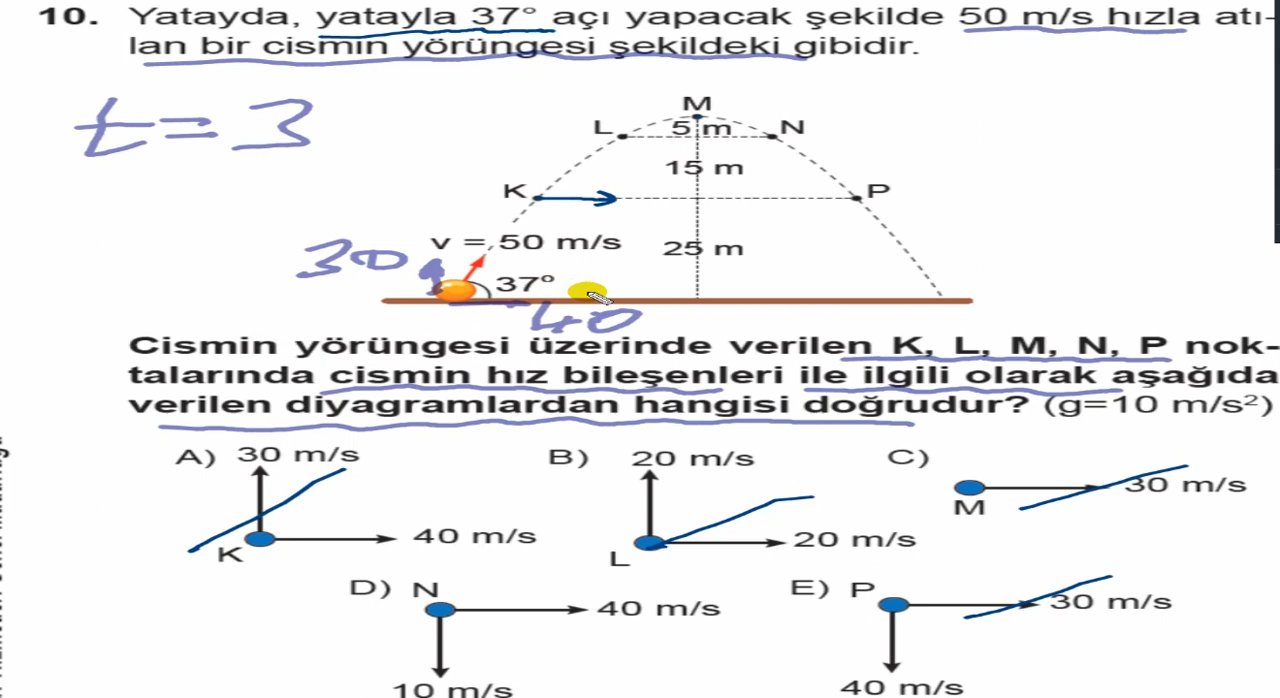 10. Yatayda, yatayla 37° açı yapacak şekilde 50 m/s hızla atı-
lan bir cismin yörüngesi şekildeki gibidir.
t=3
M
L 5 m N
15 m
K P
30 v = 50 m/s 25 m
37°
40
Cismin yörüngesi üzerinde verilen K, L, M, N, P nok-
talarında cismin hız bileşenleri ile ilgili olarak aşağıda
verilen diyagramlardan hangisi doğrudur? (g=10 m/s²)
A) 30 m/s B) 20 m/s C)
30 m/s
M
40 m/s 20 m/s
K L
D) N E) P
40 m/s 30 m/s
10 m/s 40 m/s